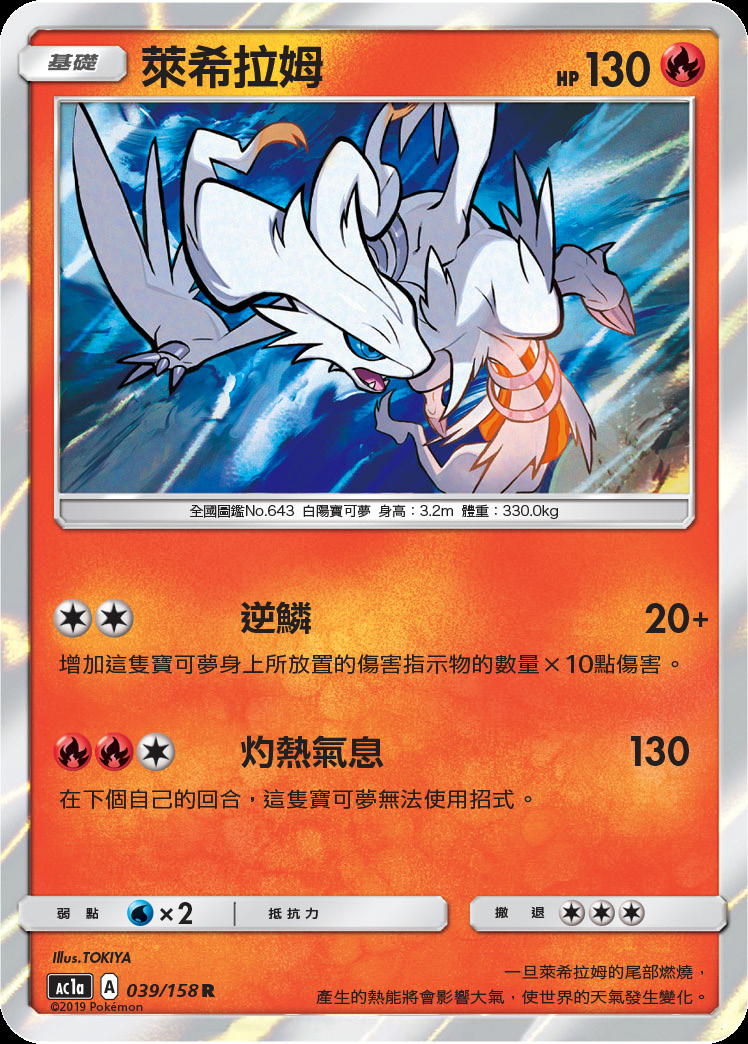 基礎 萊希拉姆 HP 130
全國圖鑑No.643 白陽寶可夢 身高：3.2m 體重：330.0kg
逆鱗 20+
增加這隻寶可夢身上所放置的傷害指示物的數量×10點傷害。
灼熱氣息 130
在下個自己的回合，這隻寶可夢無法使用招式。
弱點 ×2 抵抗力 撤退
Illus. TOKIYA
一旦萊希拉姆的尾部燃燒，
AC1a A 039/158 R
產生的熱能將會影響大氣，使世界的天氣發生變化。
©2019 Pokémon